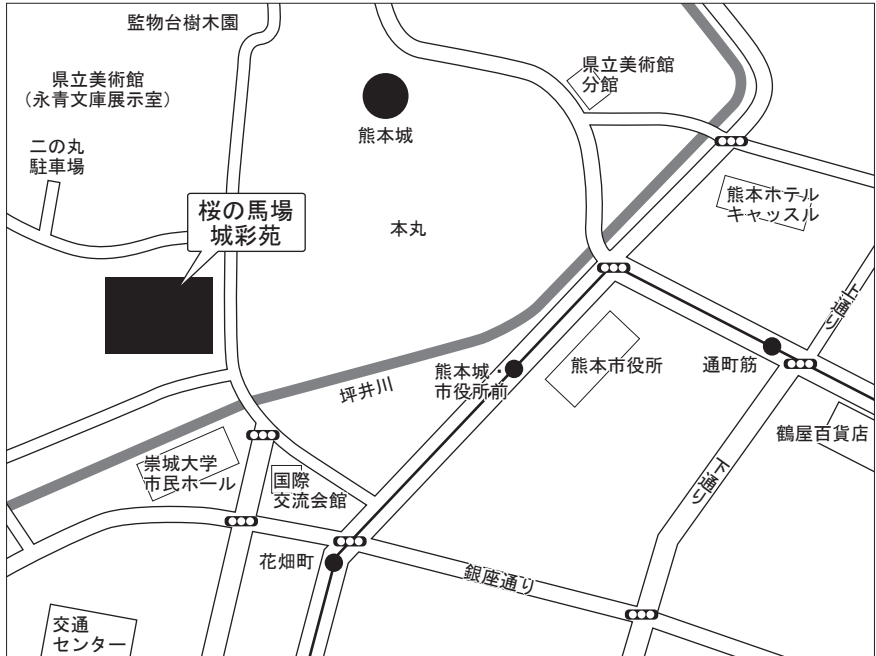 監物台樹木園
県立美術館
（永青文庫展示室）
二の丸
駐車場
熊本城
県立美術館
分館
桜の馬場
城彩苑
本丸
熊本ホテル
キャッスル
上通り
熊本城・
市役所前
熊本市役所
通町筋
坪井川
鶴屋百貨店
下通り
崇城大学
市民ホール
国際
交流会館
花畑町
銀座通り
交通
センター